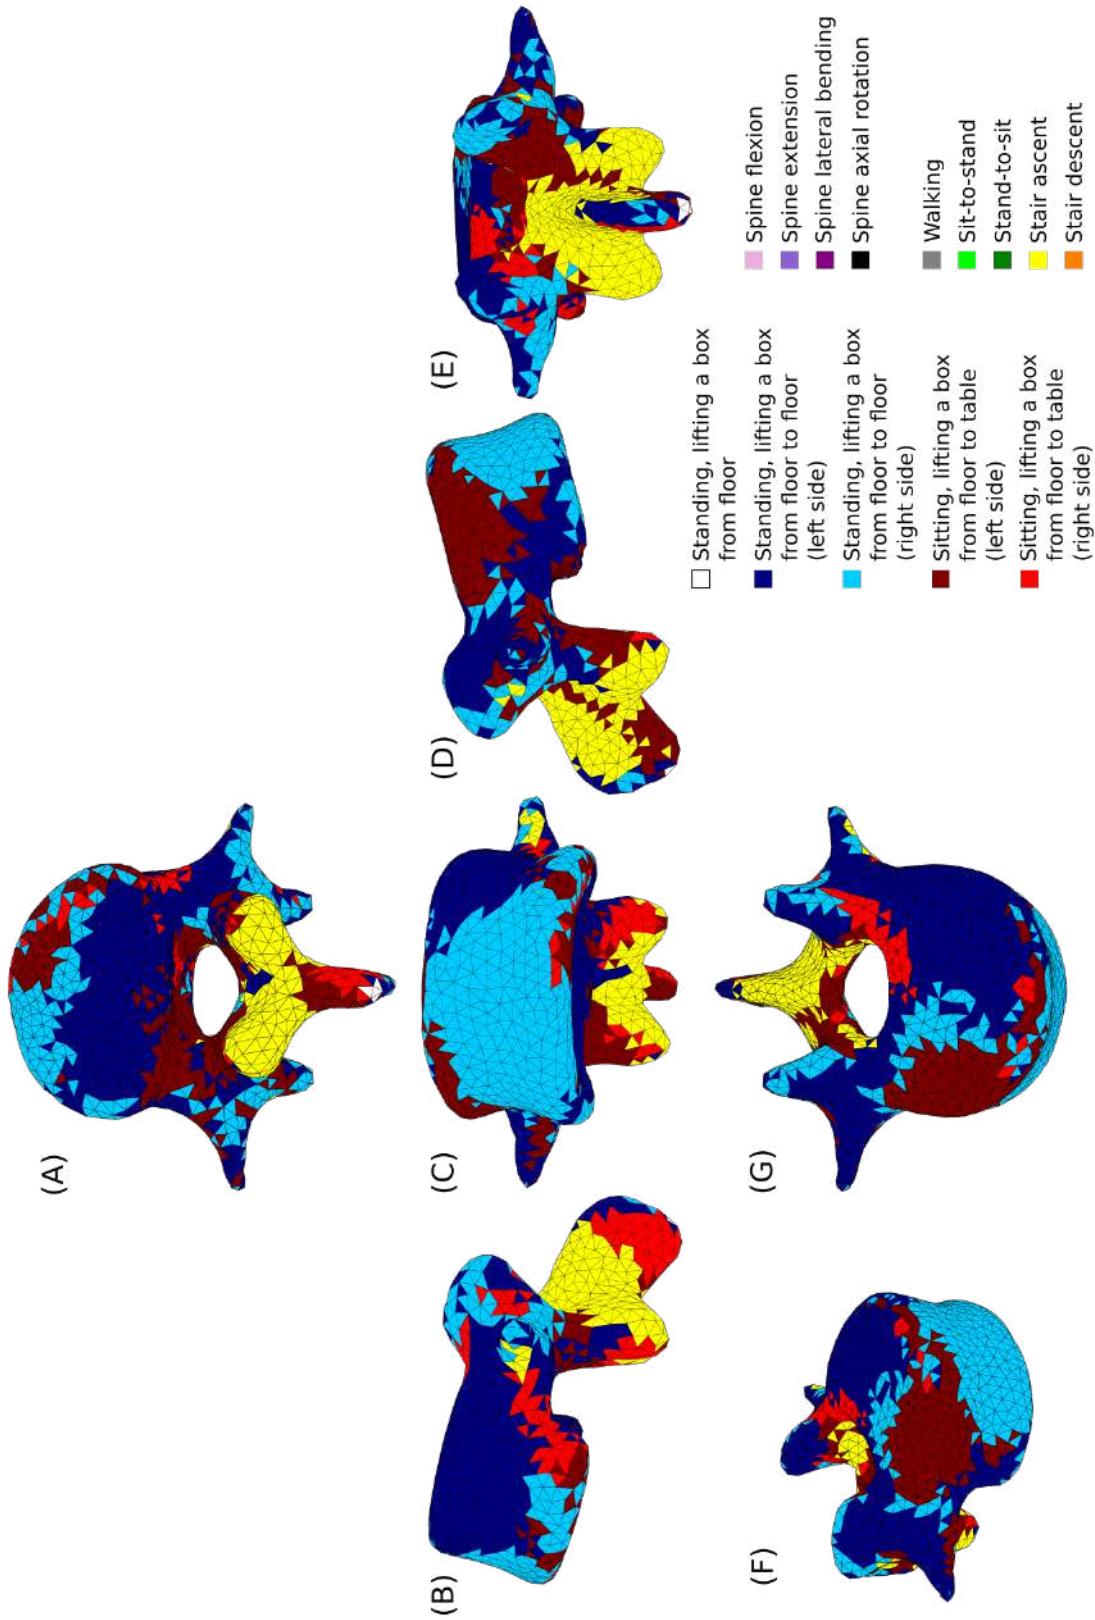 (A)
(B)
(C)
(D)
(E)
(F)
(G)
Standing, lifting a box
from floor
Standing, lifting a box
from floor to floor
(left side)
Standing, lifting a box
from floor to floor
(right side)
Sitting, lifting a box
from floor to table
(left side)
Sitting, lifting a box
from floor to table
(right side)
Spine flexion
Spine extension
Spine lateral bending
Spine axial rotation
Walking
Sit-to-stand
Stand-to-sit
Stair ascent
Stair descent